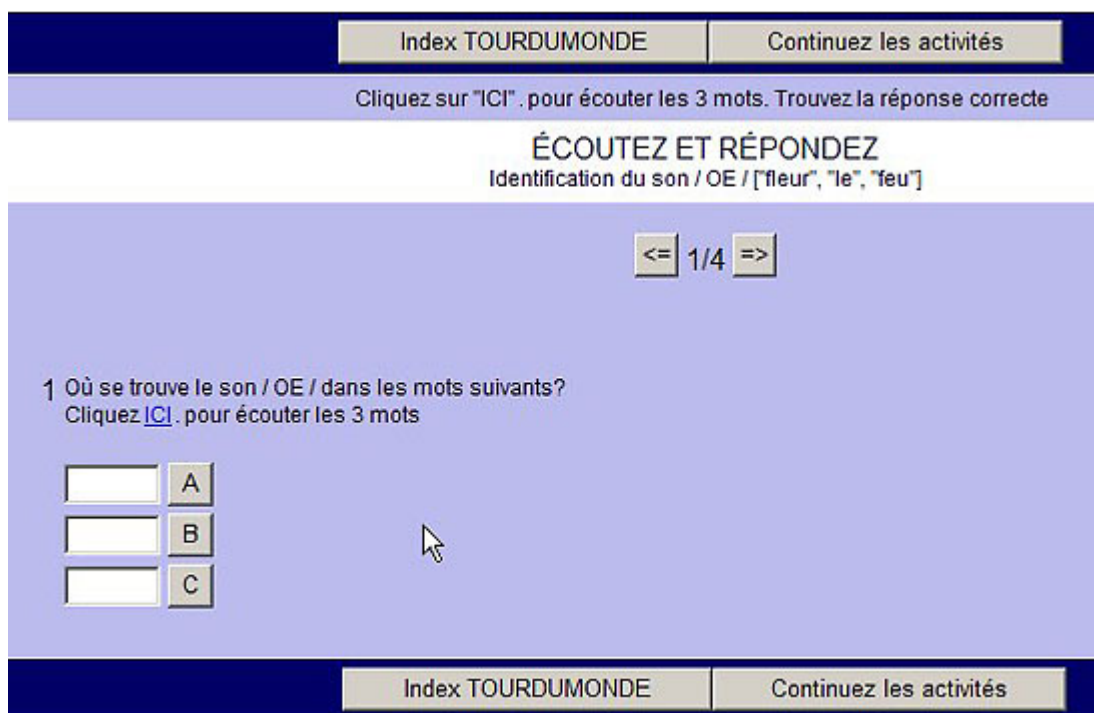 Index TOURDUMONDE Continuez les activités
Cliquez sur "ICI". pour écouter les 3 mots. Trouvez la réponse correcte
ÉCOUTEZ ET RÉPONDEZ
Identification du son / OE / ["fleur", "le", "feu"]
<= 1/4 =>
1 Où se trouve le son / OE / dans les mots suivants?
Cliquez ICI. pour écouter les 3 mots
A
B
C
Index TOURDUMONDE Continuez les activités